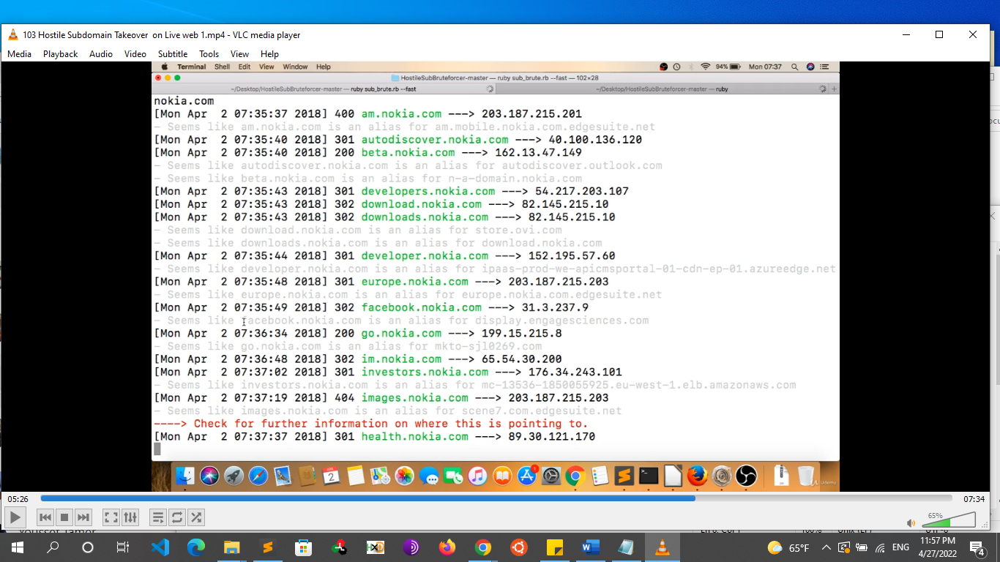 103 Hostile Subdomain Takeover  on Live web 1.mp4 - VLC media player
Media Playback Audio Video Subtitle Tools View Help
Terminal Shell Edit View Window Help 94% Mon 07:37
HostileSubBruteforcer-master — ruby sub_brute.rb --fast — 102×28
~/Desktop/HostileSubBruteforcer-master — ruby sub_brute.rb --fast ~/Desktop/HostileSubBruteforcer-master — ruby +
nokia.com
[Mon Apr  2 07:35:37 2018] 400 am.nokia.com ---> 203.187.215.201
- Seems like am.nokia.com is an alias for am.mobile.nokia.com.edgesuite.net
[Mon Apr  2 07:35:40 2018] 301 autodiscover.nokia.com ---> 40.100.136.120
[Mon Apr  2 07:35:40 2018] 200 beta.nokia.com ---> 162.13.47.149
- Seems like autodiscover.nokia.com is an alias for autodiscover.outlook.com
- Seems like beta.nokia.com is an alias for n-a-domain.nokia.com
[Mon Apr  2 07:35:43 2018] 301 developers.nokia.com ---> 54.217.203.107
[Mon Apr  2 07:35:43 2018] 302 download.nokia.com ---> 82.145.215.10
[Mon Apr  2 07:35:43 2018] 302 downloads.nokia.com ---> 82.145.215.10
- Seems like download.nokia.com is an alias for store.ovi.com
- Seems like downloads.nokia.com is an alias for download.nokia.com
[Mon Apr  2 07:35:44 2018] 301 developer.nokia.com ---> 152.195.57.60
- Seems like developer.nokia.com is an alias for ipaas-prod-we-apicmsportal-01-cdn-ep-01.azureedge.net
[Mon Apr  2 07:35:48 2018] 301 europe.nokia.com ---> 203.187.215.203
- Seems like europe.nokia.com is an alias for europe.nokia.com.edgesuite.net
[Mon Apr  2 07:35:49 2018] 302 facebook.nokia.com ---> 31.3.237.9
- Seems like facebook.nokia.com is an alias for display.engagesciences.com
[Mon Apr  2 07:36:34 2018] 200 go.nokia.com ---> 199.15.215.8
- Seems like go.nokia.com is an alias for mkto-sjl0269.com
[Mon Apr  2 07:36:48 2018] 302 im.nokia.com ---> 65.54.30.200
[Mon Apr  2 07:37:02 2018] 301 investors.nokia.com ---> 176.34.243.101
- Seems like investors.nokia.com is an alias for mc-13536-1850055925.eu-west-1.elb.amazonaws.com
[Mon Apr  2 07:37:19 2018] 404 images.nokia.com ---> 203.187.215.203
- Seems like images.nokia.com is an alias for scene7.com.edgesuite.net
----> Check for further information on where this is pointing to.
[Mon Apr  2 07:37:37 2018] 301 health.nokia.com ---> 89.30.121.170
2
1
Udemy
05:26 07:34
65%
65°F ENG 11:57 PM
4/27/2022
4